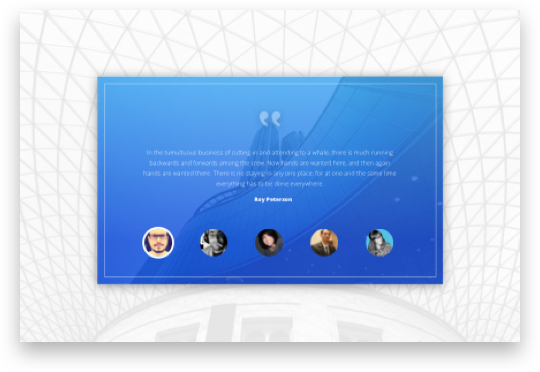 “
In the tumultuous business of cutting-in and attending to a whale, there is much running
backwards and forwards among the crew. Now hands are wanted here, and then again
hands are wanted there. There is no staying in any one place; for at one and the same time
everything has to be done everywhere.
Roy Peterson